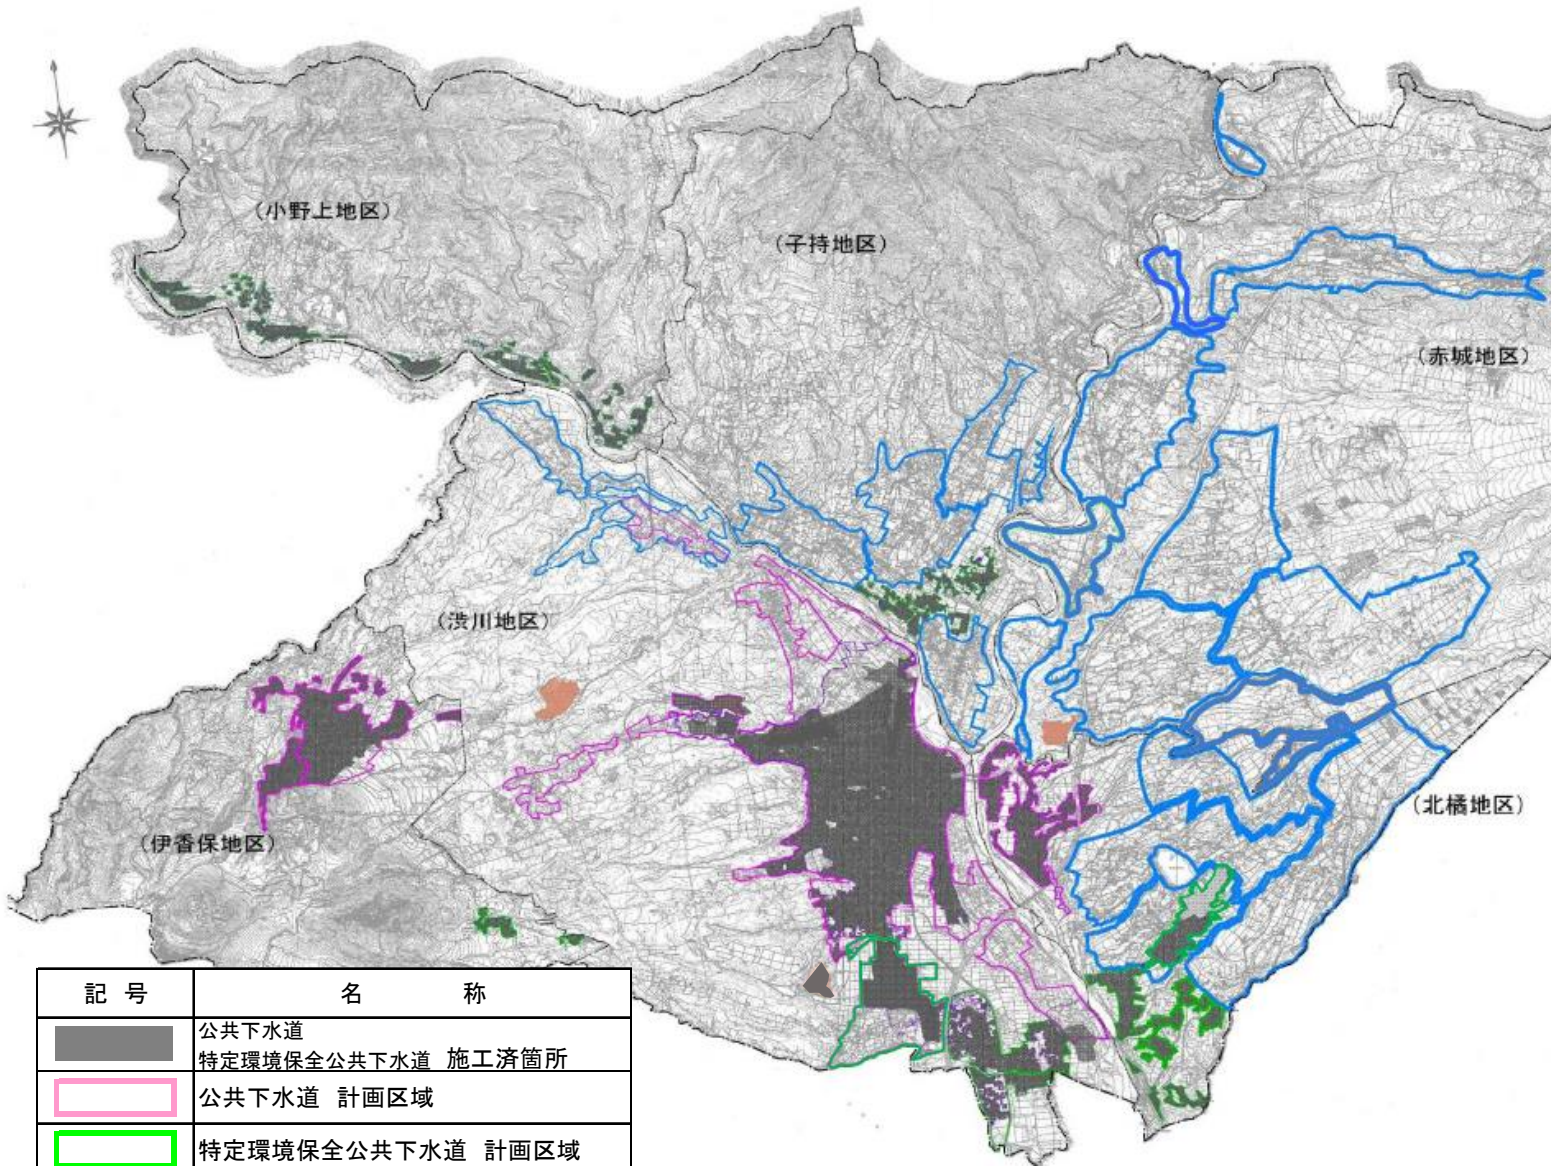 (小野上地区)
(子持地区)
(赤城地区)
(渋川地区)
(伊香保地区)
(北橘地区)
記号 名称
公共下水道
特定環境保全公共下水道 施工済箇所
公共下水道 計画区域
特定環境保全公共下水道 計画区域